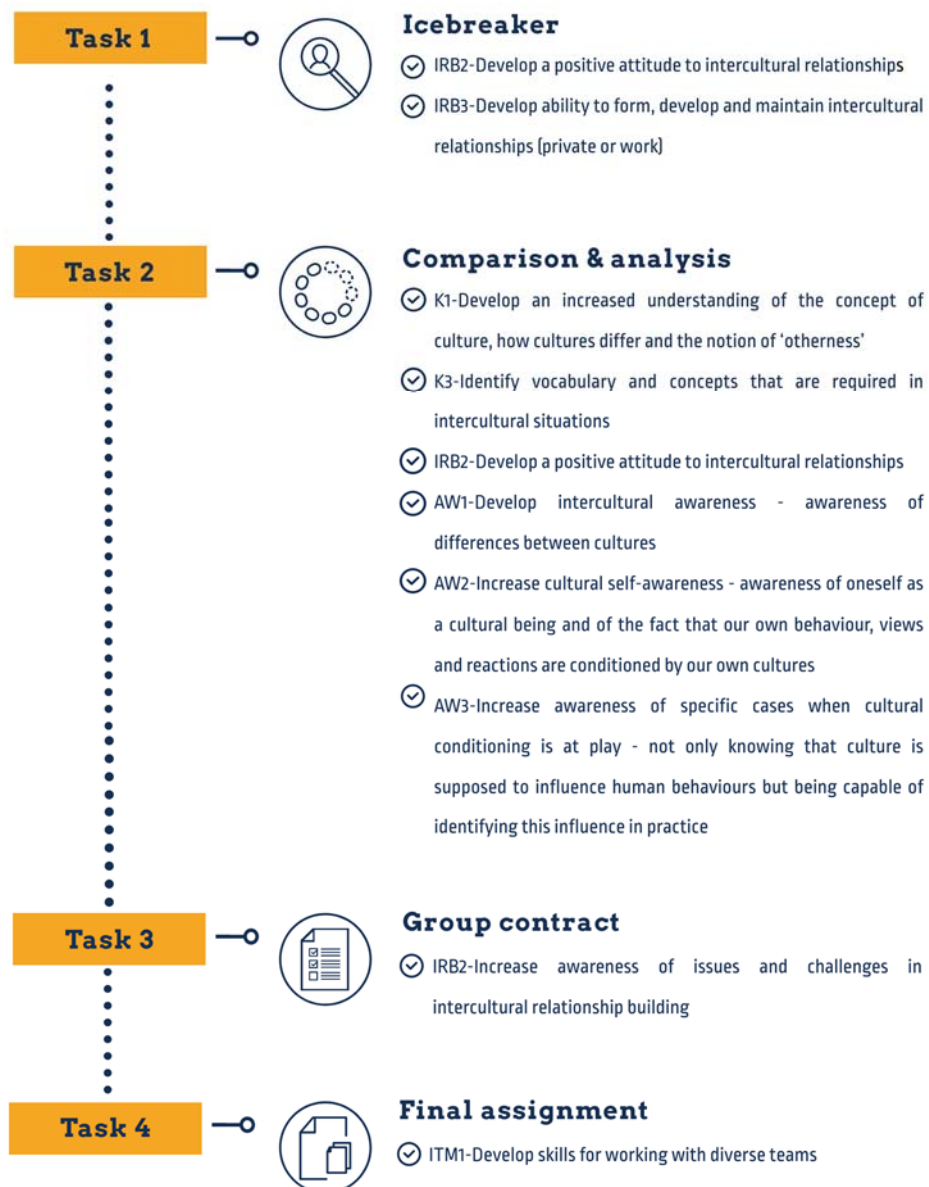 Task 1
Icebreaker
IRB2-Develop a positive attitude to intercultural relationships
IRB3-Develop ability to form, develop and maintain intercultural
relationships (private or work)
Task 2
Comparison & analysis
K1-Develop an increased understanding of the concept of
culture, how cultures differ and the notion of ‘otherness’
K3-Identify vocabulary and concepts that are required in
intercultural situations
IRB2-Develop a positive attitude to intercultural relationships
AW1-Develop intercultural awareness - awareness of
differences between cultures
AW2-Increase cultural self-awareness - awareness of oneself as
a cultural being and of the fact that our own behaviour, views
and reactions are conditioned by our own cultures
AW3-Increase awareness of specific cases when cultural
conditioning is at play - not only knowing that culture is
supposed to influence human behaviours but being capable of
identifying this influence in practice
Task 3
Group contract
IRB2-Increase awareness of issues and challenges in
intercultural relationship building
Task 4
Final assignment
ITM1-Develop skills for working with diverse teams